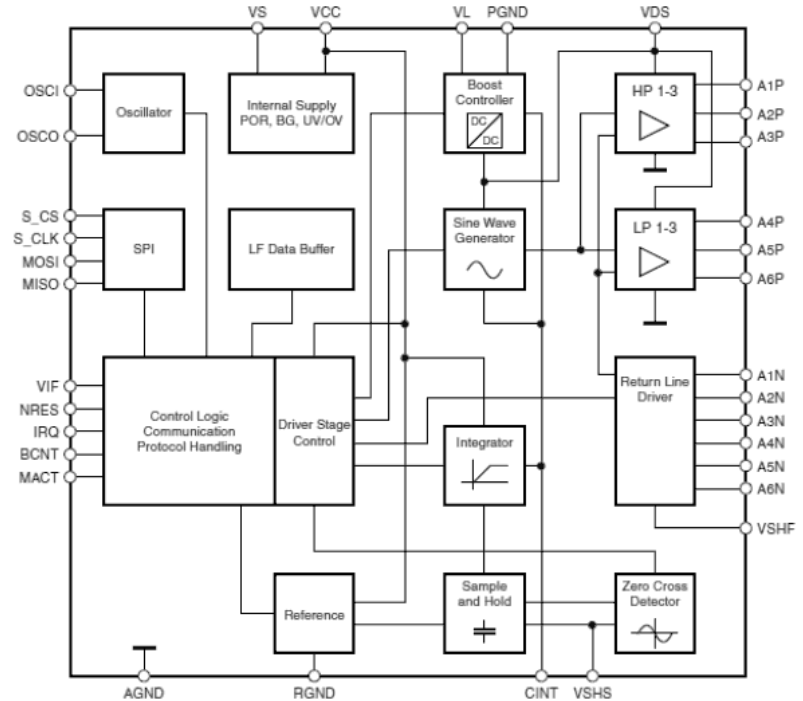 VS
VCC
VL
PGND
VDS
OSCI
OSCO
Oscillator
Internal Supply
POR, BG, UV/OV
Boost
Controller
DC
DC
HP 1-3
A1P
A2P
A3P
S_CS
S_CLK
MOSI
MISO
SPI
LF Data Buffer
Sine Wave
Generator
LP 1-3
A4P
A5P
A6P
VIF
NRES
IRQ
BCNT
MACT
Control Logic
Communication
Protocol Handling
Driver Stage
Control
Integrator
Return Line
Driver
A1N
A2N
A3N
A4N
A5N
A6N
VSHF
Reference
Sample
and Hold
Zero Cross
Detector
AGND
RGND
CINT
VSHS